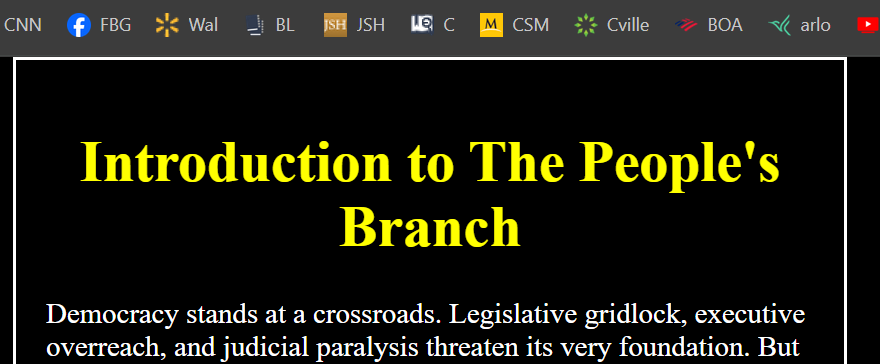 CNN FBG Wal BL JSH JSH C M CSM Cville BOA arlo
Introduction to The People's
Branch
Democracy stands at a crossroads. Legislative gridlock, executive
overreach, and judicial paralysis threaten its very foundation. But